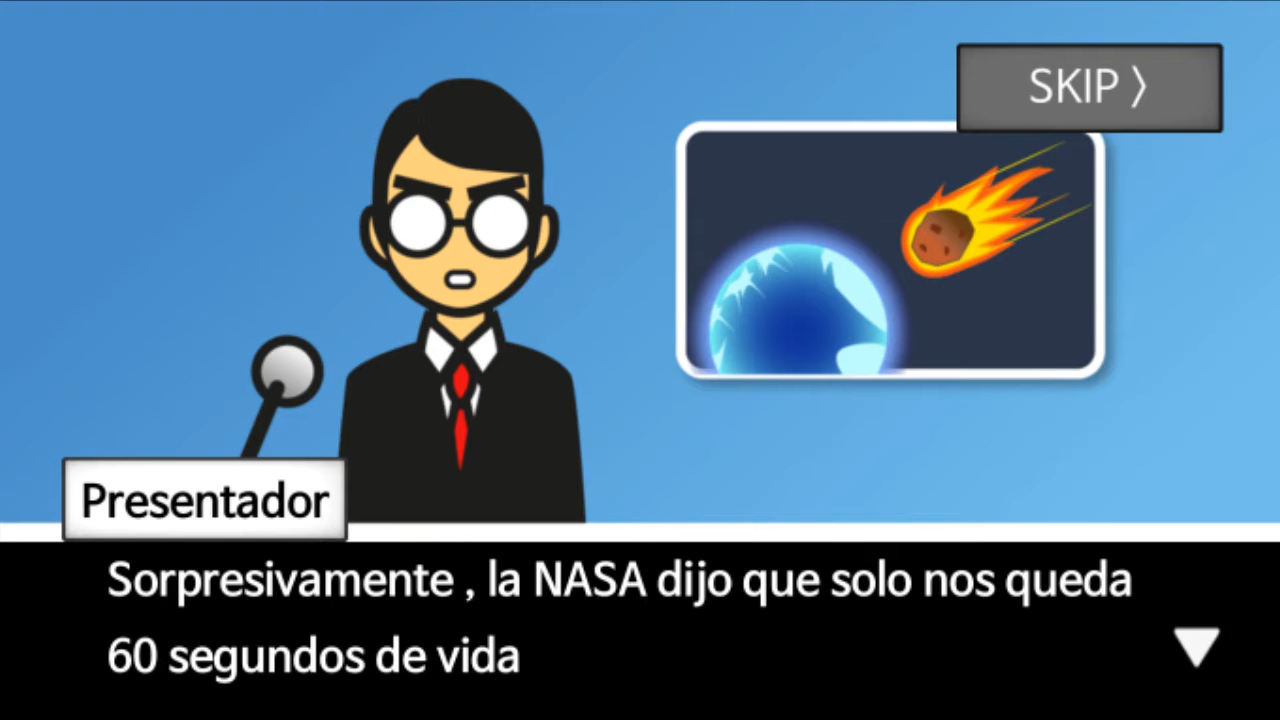 SKIP 〉
Presentador
Sorpresivamente , la NASA dijo que solo nos queda
60 segundos de vida